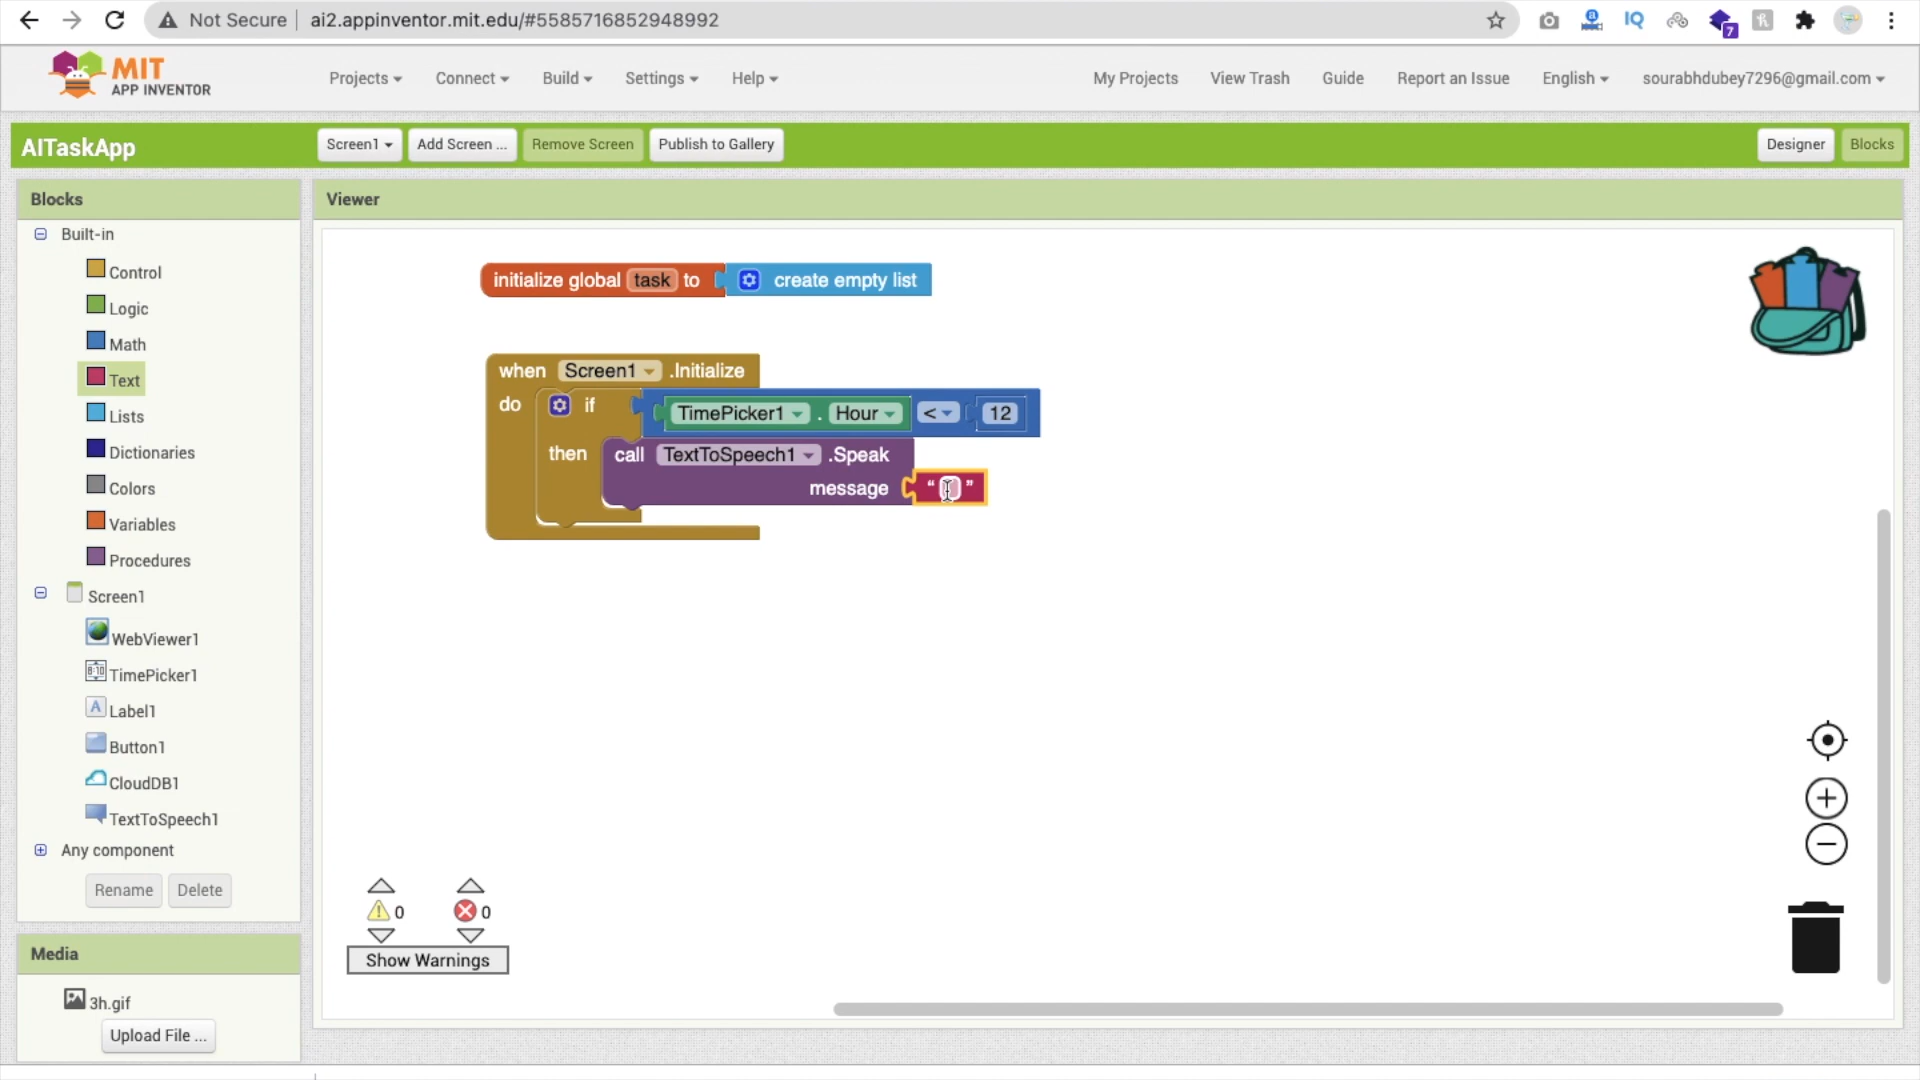 Not Secure
ai2.appinventor.mit.edu/#5585716852948992
IQ
7
MIT
APP INVENTOR
Projects
Connect
Build
Settings
Help
My Projects
View Trash
Guide
Report an Issue
English
sourabhdubey7296@gmail.com
AITaskApp
Screen1
Add Screen ...
Remove Screen
Publish to Gallery
Designer
Blocks
Blocks
Viewer
Built-in
Control
Logic
Math
Text
Lists
Dictionaries
Colors
Variables
Procedures
Screen1
WebViewer1
TimePicker1
A Label1
Button1
CloudDB1
TextToSpeech1
Any component
Rename
Delete
Media
3h.gif
Upload File ...
initialize global task to create empty list
when Screen1 .Initialize
do if TimePicker1 . Hour < 12
then call TextToSpeech1 .Speak
message “ ”
0
0
Show Warnings